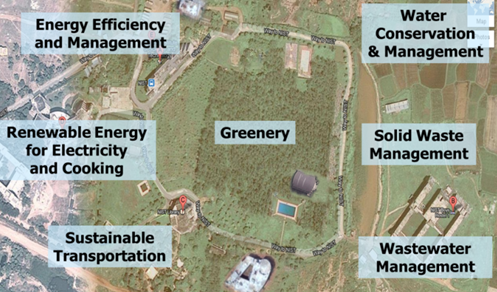 Energy Efficiency
and Management
Water
Conservation
& Management
Renewable Energy
for Electricity
and Cooking
Greenery
Solid Waste
Management
Sustainable
Transportation
Wastewater
Management